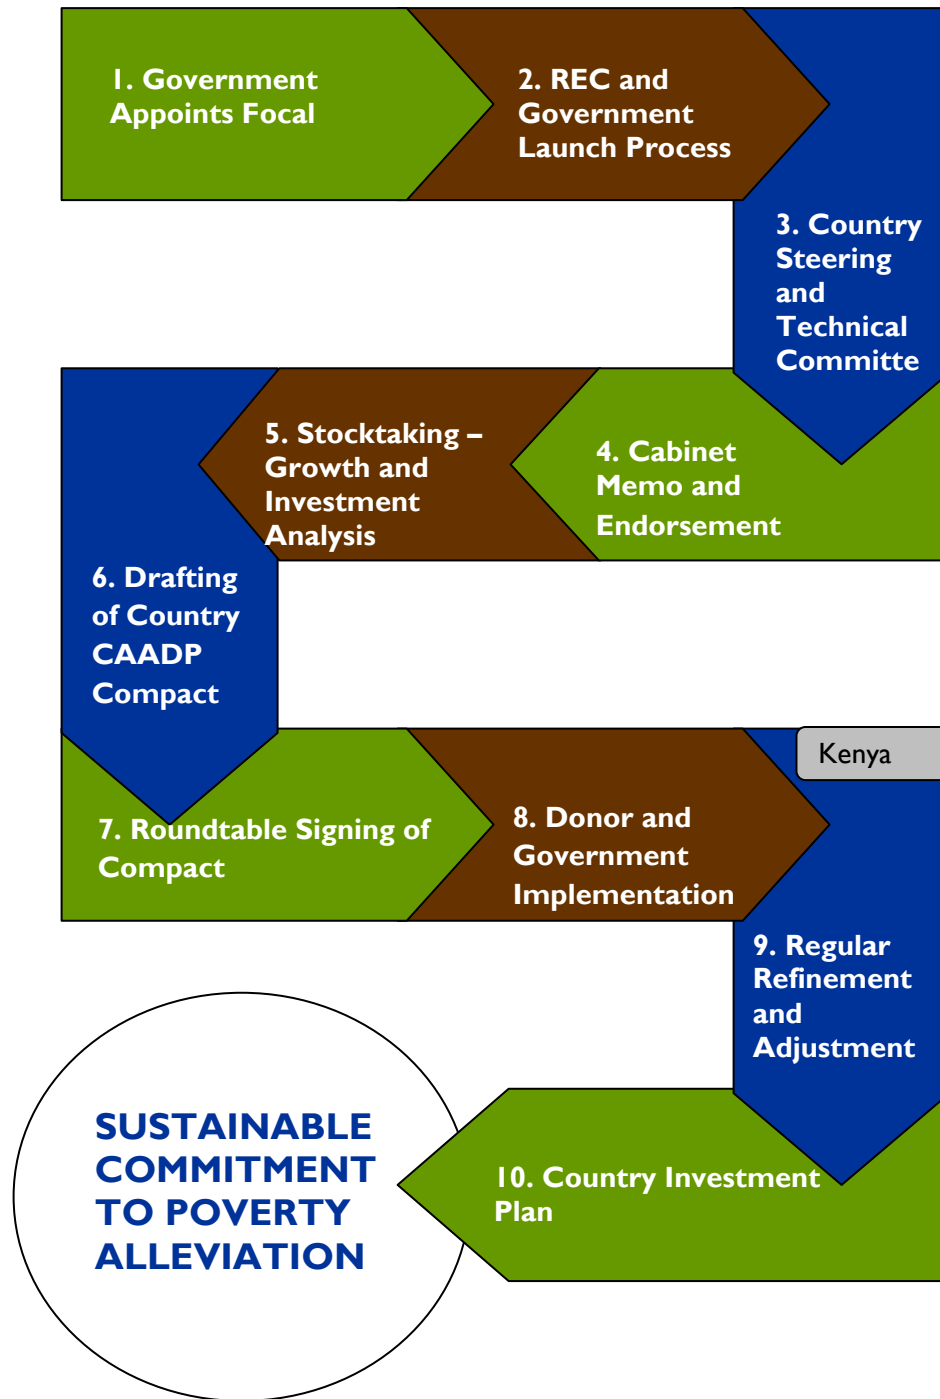 1. Government
Appoints Focal
2. REC and
Government
Launch Process
3. Country
Steering
and
Technical
Committe
4. Cabinet
Memo and
Endorsement
5. Stocktaking –
Growth and
Investment
Analysis
6. Drafting
of Country
CAADP
Compact
Kenya
7. Roundtable Signing of
Compact
8. Donor and
Government
Implementation
9. Regular
Refinement
and
Adjustment
10. Country Investment
Plan
SUSTAINABLE
COMMITMENT
TO POVERTY
ALLEVIATION